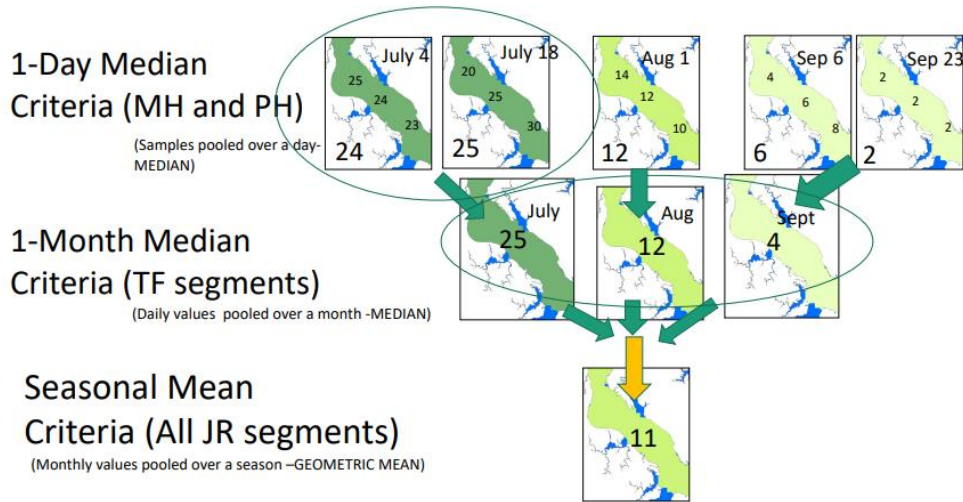 1-Day Median
Criteria (MH and PH)
(Samples pooled over a day-
MEDIAN)
July 4
25
24
23
24
July 18
20
25
30
25
Aug 1
14
12
10
12
Sep 6
4
6
8
6
Sep 23
2
2
2
2
1-Month Median
Criteria (TF segments)
(Daily values pooled over a month -MEDIAN)
July
25
Aug
12
Sept
4
Seasonal Mean
Criteria (All JR segments)
(Monthly values pooled over a season –GEOMETRIC MEAN)
11